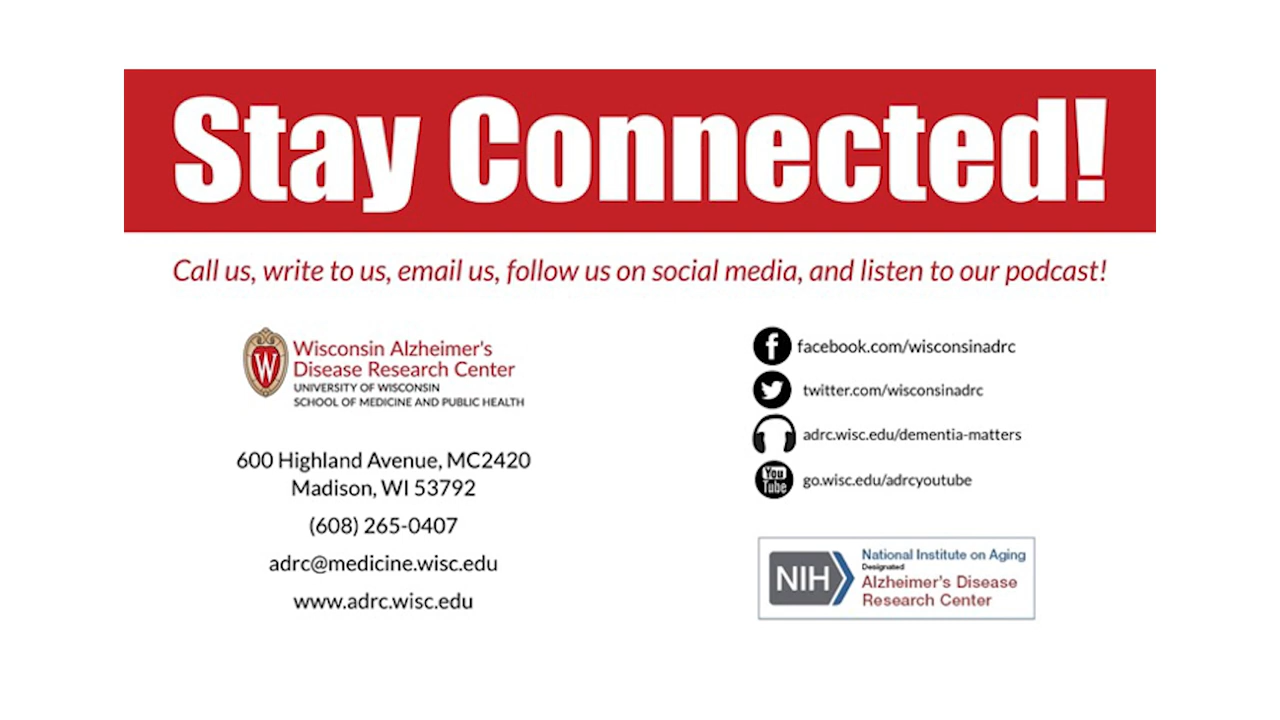 Stay Connected!
Call us, write to us, email us, follow us on social media, and listen to our podcast!
W
Wisconsin Alzheimer's
Disease Research Center
UNIVERSITY OF WISCONSIN
SCHOOL OF MEDICINE AND PUBLIC HEALTH
600 Highland Avenue, MC2420
Madison, WI 53792
(608) 265-0407
adrc@medicine.wisc.edu
www.adrc.wisc.edu
f facebook.com/wisconsinadrc
twitter.com/wisconsinadrc
adrc.wisc.edu/dementia-matters
You
Tube
go.wisc.edu/adrcyoutube
NIH
National Institute on Aging
Designated
Alzheimer's Disease
Research Center